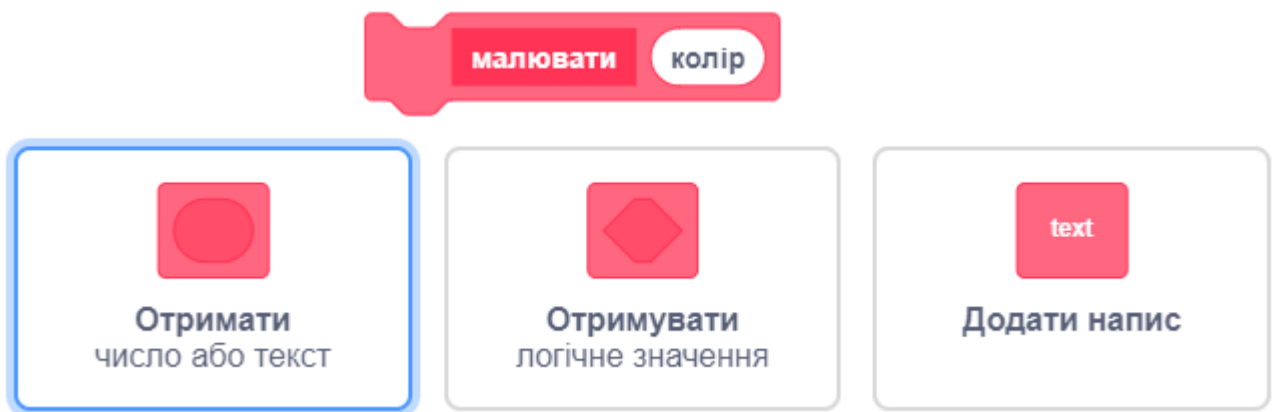 малювати колір
Отримати
число або текст
Отримувати
логічне значення
text
Додати напис